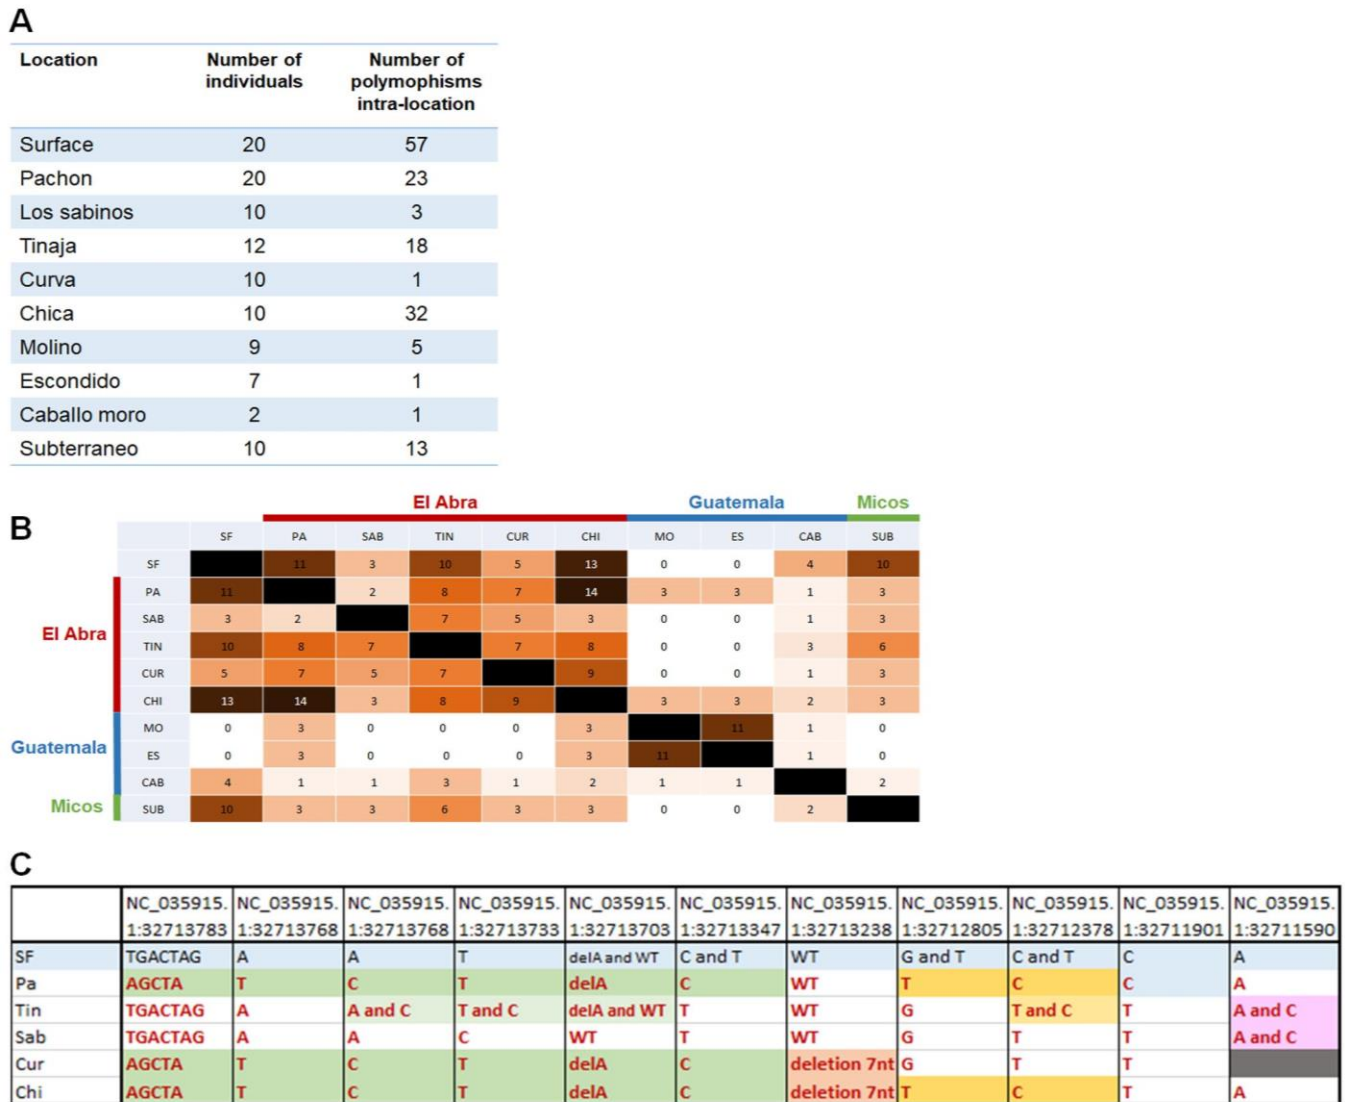 A
Location Number of individuals Number of polymophisms intra-location
Surface 20 57
Pachon 20 23
Los sabinos 10 3
Tinaja 12 18
Curva 10 1
Chica 10 32
Molino 9 5
Escondido 7 1
Caballo moro 2 1
Subterraneo 10 13
B
El Abra Guatemala Micos
SF PA SAB TIN CUR CHI MO ES CAB SUB
SF 11 3 10 5 13 0 0 4 10
PA 11 2 8 7 14 3 3 1 3
SAB 3 2 7 5 3 0 0 1 3
El Abra
TIN 10 8 7 7 8 0 0 3 6
CUR 5 7 5 7 9 0 0 1 3
CHI 13 14 3 8 9 3 3 2 3
MO 0 3 0 0 0 3 11 1 0
Guatemala
ES 0 3 0 0 0 3 11 1 0
CAB 4 1 1 3 1 2 1 1 2
Micos
SUB 10 3 3 6 3 3 0 0 2
C
NC_035915. NC_035915. NC_035915. NC_035915. NC_035915. NC_035915. NC_035915. NC_035915. NC_035915. NC_035915. NC_035915.
1:32713783 1:32713768 1:32713768 1:32713733 1:32713703 1:32713347 1:32713238 1:32712805 1:32712378 1:32711901 1:32711590
SF TGACTAG A A T delA and WT C and T WT G and T C and T C A
Pa AGCTA T C T delA C WT T C C A
Tin TGACTAG A A and C T and C delA and WT T WT G T and C T A and C
Sab TGACTAG A A C WT T WT G T T A and C
Cur AGCTA T C T delA C deletion 7nt G T T
Chi AGCTA T C T delA C deletion 7nt T C T A